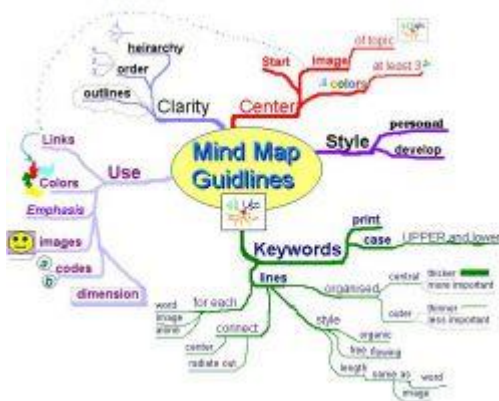 Mind Map
Guidlines
Center
Start
image
of topic
colors
at least 3
Style
personal
develop
Keywords
print
case
UPPER and lower
lines
organised
central
thicker
more important
outer
thinner
less important
style
organic
free flowing
length
same as
word
image
connect
center
radiate out
for each
word
image
alone
Use
Links
Colors
Emphasis
images
codes
a
b
dimension
Clarity
heirarchy
order
outlines